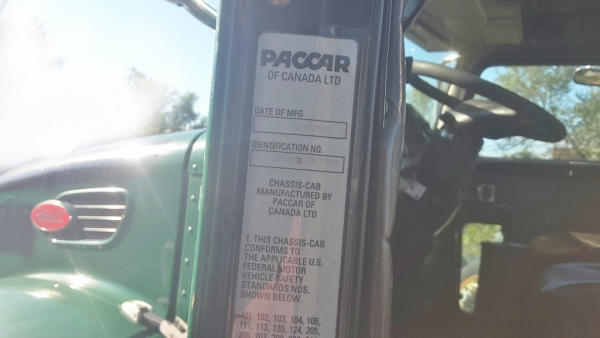 PACCAR
OF CANADA LTD
DATE OF MFG
IDENTIFICATION NO.
CHASSIS-CAB
MANUFACTURED BY
PACCAR OF
CANADA LTD
1. THIS CHASSIS-CAB
CONFORMS TO
THE APPLICABLE U.S.
FEDERAL MOTOR
VEHICLE SAFETY
STANDARDS NOS.
SHOWN BELOW.
101, 102, 103, 104, 106,
111, 113, 120, 124, 205,